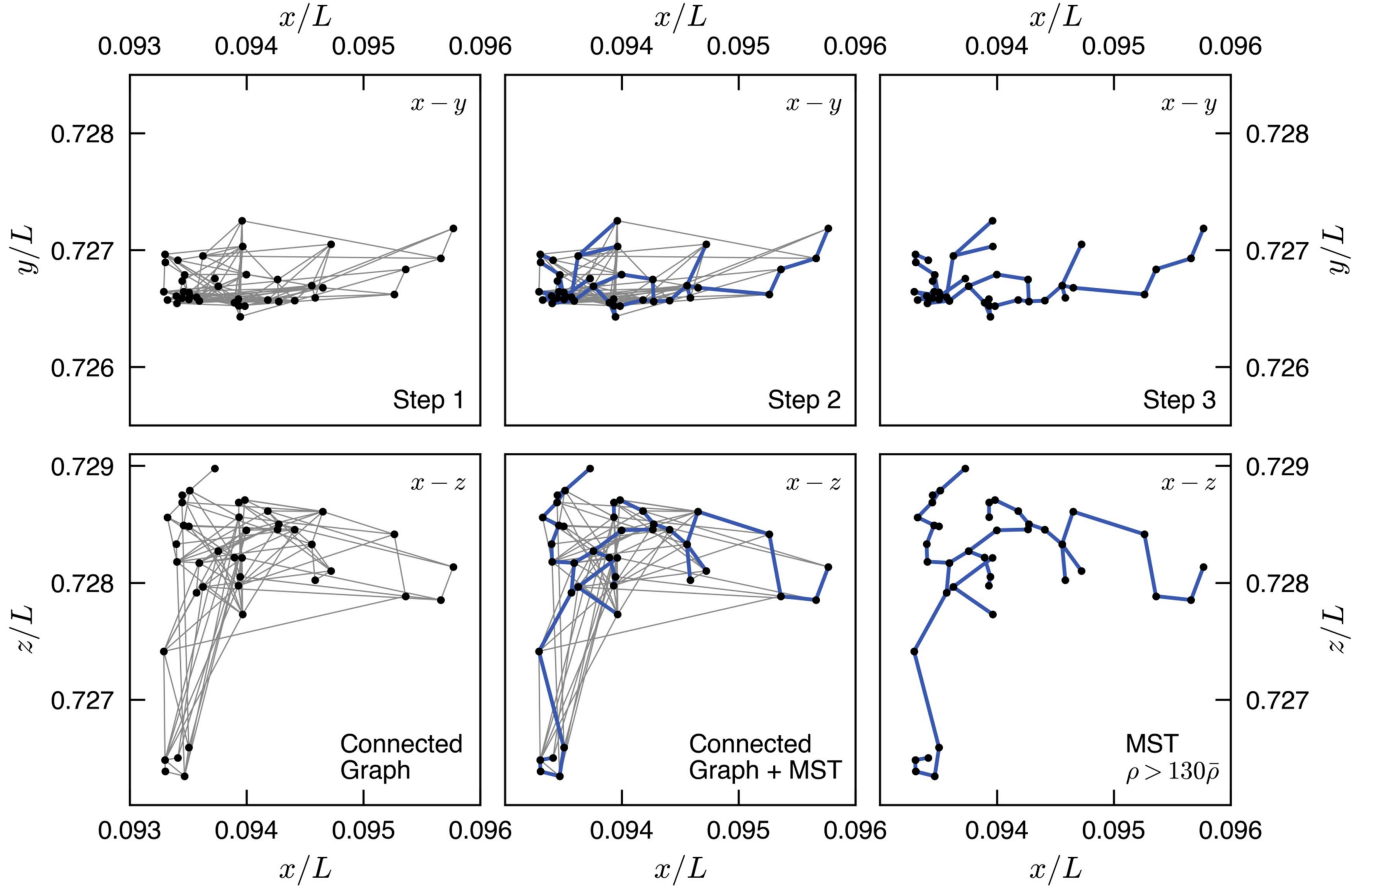 x/L x/L x/L
0.093 0.094 0.095 0.096 0.094 0.095 0.096 0.094 0.095 0.096
x − y x − y x − y
0.728 0.728
y/L 0.727 0.727 y/L
0.726 0.726
Step 1 Step 2 Step 3
0.729 0.729
x − z x − z x − z
0.728 0.728
z/L z/L
0.727 0.727
Connected Connected MST
Graph Graph + MST ρ > 130ρ̄
0.093 0.094 0.095 0.096 0.094 0.095 0.096 0.094 0.095 0.096
x/L x/L x/L